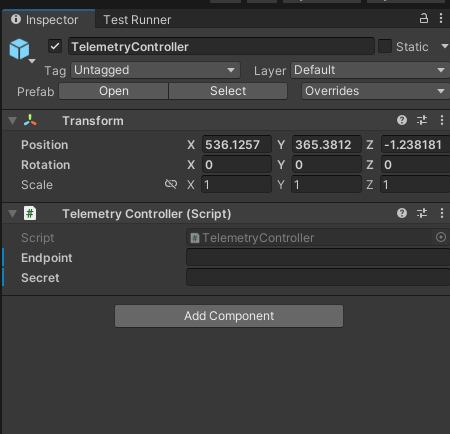 Inspector Test Runner
TelemetryController Static
Tag Untagged Layer Default
Prefab Open Select Overrides
Transform
Position X 536.1257 Y 365.3812 Z -1.238181
Rotation X 0 Y 0 Z 0
Scale X 1 Y 1 Z 1
# Telemetry Controller (Script)
Script # TelemetryController
Endpoint
Secret
Add Component